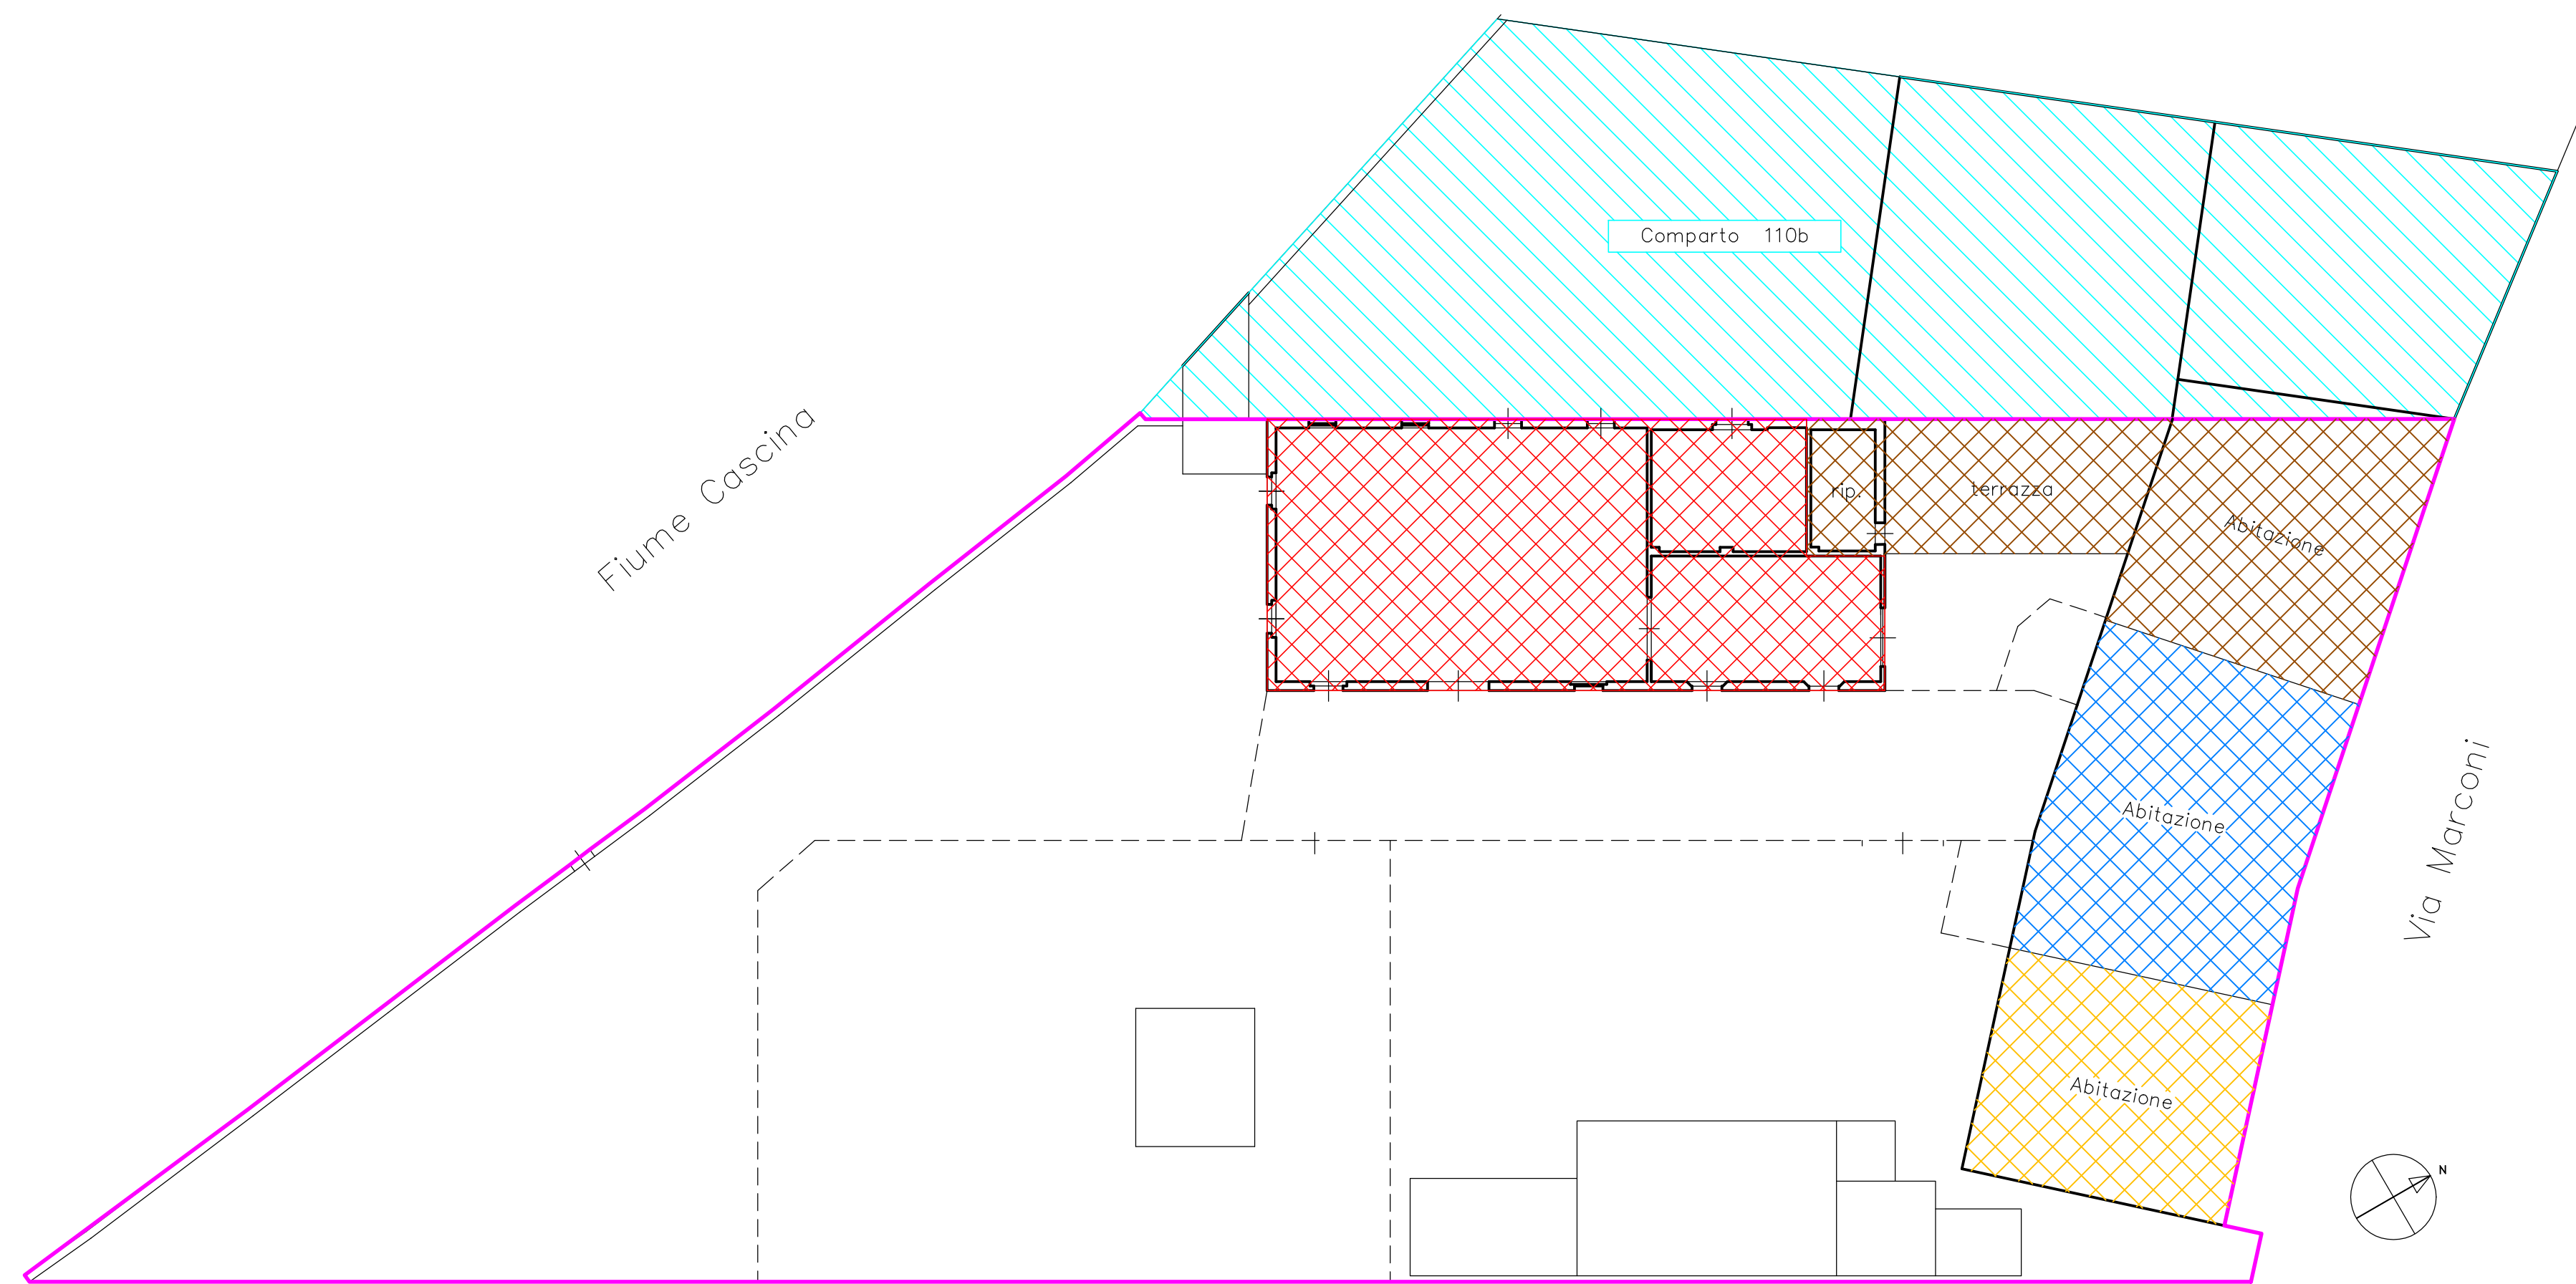 Comparto 110b
Fiume Cascina
rip.
terrazza
Abitazione
Abitazione
Via Marconi
Abitazione
N